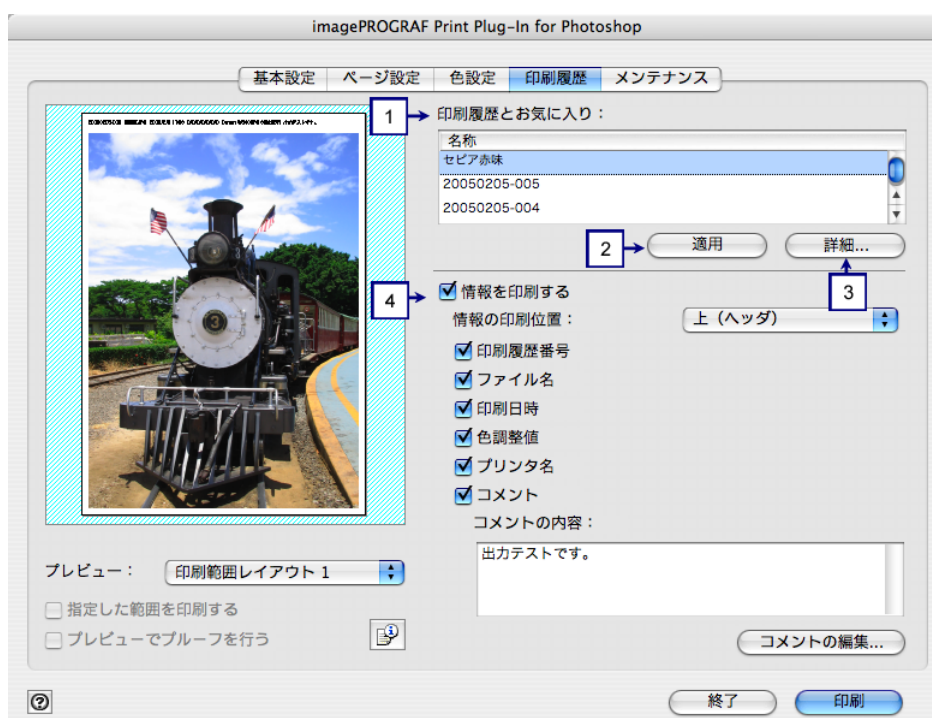 imagePROGRAF Print Plug-In for Photoshop
基本設定 ページ設定 色設定 印刷履歴 メンテナンス
1
印刷履歴とお気に入り：
名称
セピア赤味
20050205-005
20050205-004
2
適用
詳細...
3
4
情報を印刷する
情報の印刷位置：
上（ヘッダ）
印刷履歴番号
ファイル名
印刷日時
色調整値
プリンタ名
コメント
コメントの内容：
出力テストです。
コメントの編集...
3
プレビュー：
印刷範囲レイアウト 1
指定した範囲を印刷する
プレビューでプルーフを行う
?
終了
印刷